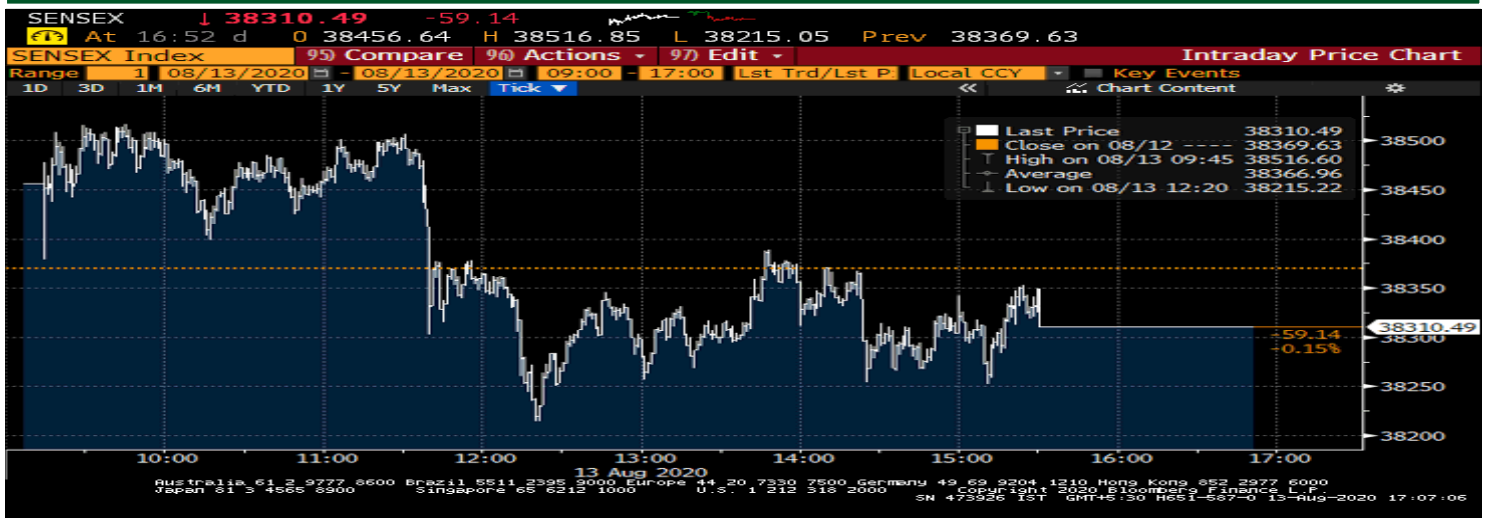 SENSEX ↓ 38310.49 -59.14
At 16:52 d O 38456.64 H 38516.85 L 38215.05 Prev 38369.63
SENSEX Index 95) Compare 96) Actions 97) Edit Intraday Price Chart
Range 1 08/13/2020 - 08/13/2020 09:00 - 17:00 Lst Trd/Lst P Local CCY Key Events
1D 3D 1M 6M YTD 1Y 5Y Max Tick ▼ « Chart Content
Last Price 38310.49
Close on 08/12 ---- 38369.63
High on 08/13 09:45 38516.60
Average 38366.96
Low on 08/13 12:20 38215.22
38500
38450
38400
38350
38310.49
-59.14
38300
-0.15%
38250
38200
10:00 11:00 12:00 13:00 14:00 15:00 16:00 17:00
13 Aug 2020
Australia 61 2 9777 8600 Brazil 5511 2395 9000 Europe 44 20 7330 7500 Germany 49 69 9204 1210 Hong Kong 852 2977 6000
Japan 81 3 4565 8900 Singapore 65 6212 1000 U.S. 1 212 318 2000 Copyright 2020 Bloomberg Finance L.P.
SN 473926 IST GMT+5:30 H651-587-0 13-Aug-2020 17:07:06